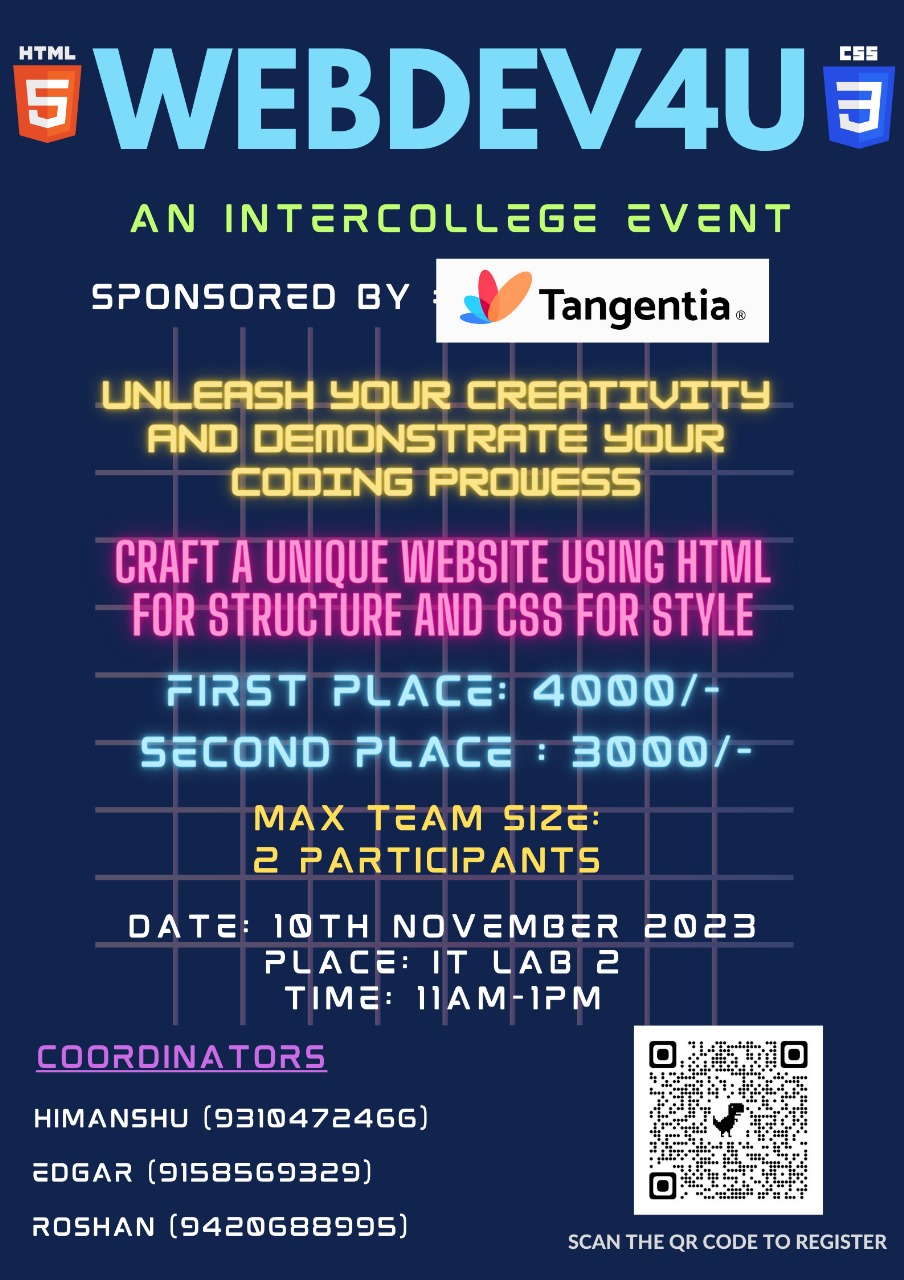 HTML
5
WEBDEV4U
CSS
3
AN INTERCOLLEGE EVENT
SPONSORED BY :
Tangentia®
UNLEASH YOUR CREATIVITY
AND DEMONSTRATE YOUR
CODING PROWESS
CRAFT A UNIQUE WEBSITE USING HTML
FOR STRUCTURE AND CSS FOR STYLE
FIRST PLACE: 4000/-
SECOND PLACE : 3000/-
MAX TEAM SIZE:
2 PARTICIPANTS
DATE: 10TH NOVEMBER 2023
PLACE: IT LAB 2
TIME: 11AM-1PM
COORDINATORS
HIMANSHU (9310472466)
EDGAR (9158569329)
ROSHAN (9420688995)
SCAN THE QR CODE TO REGISTER